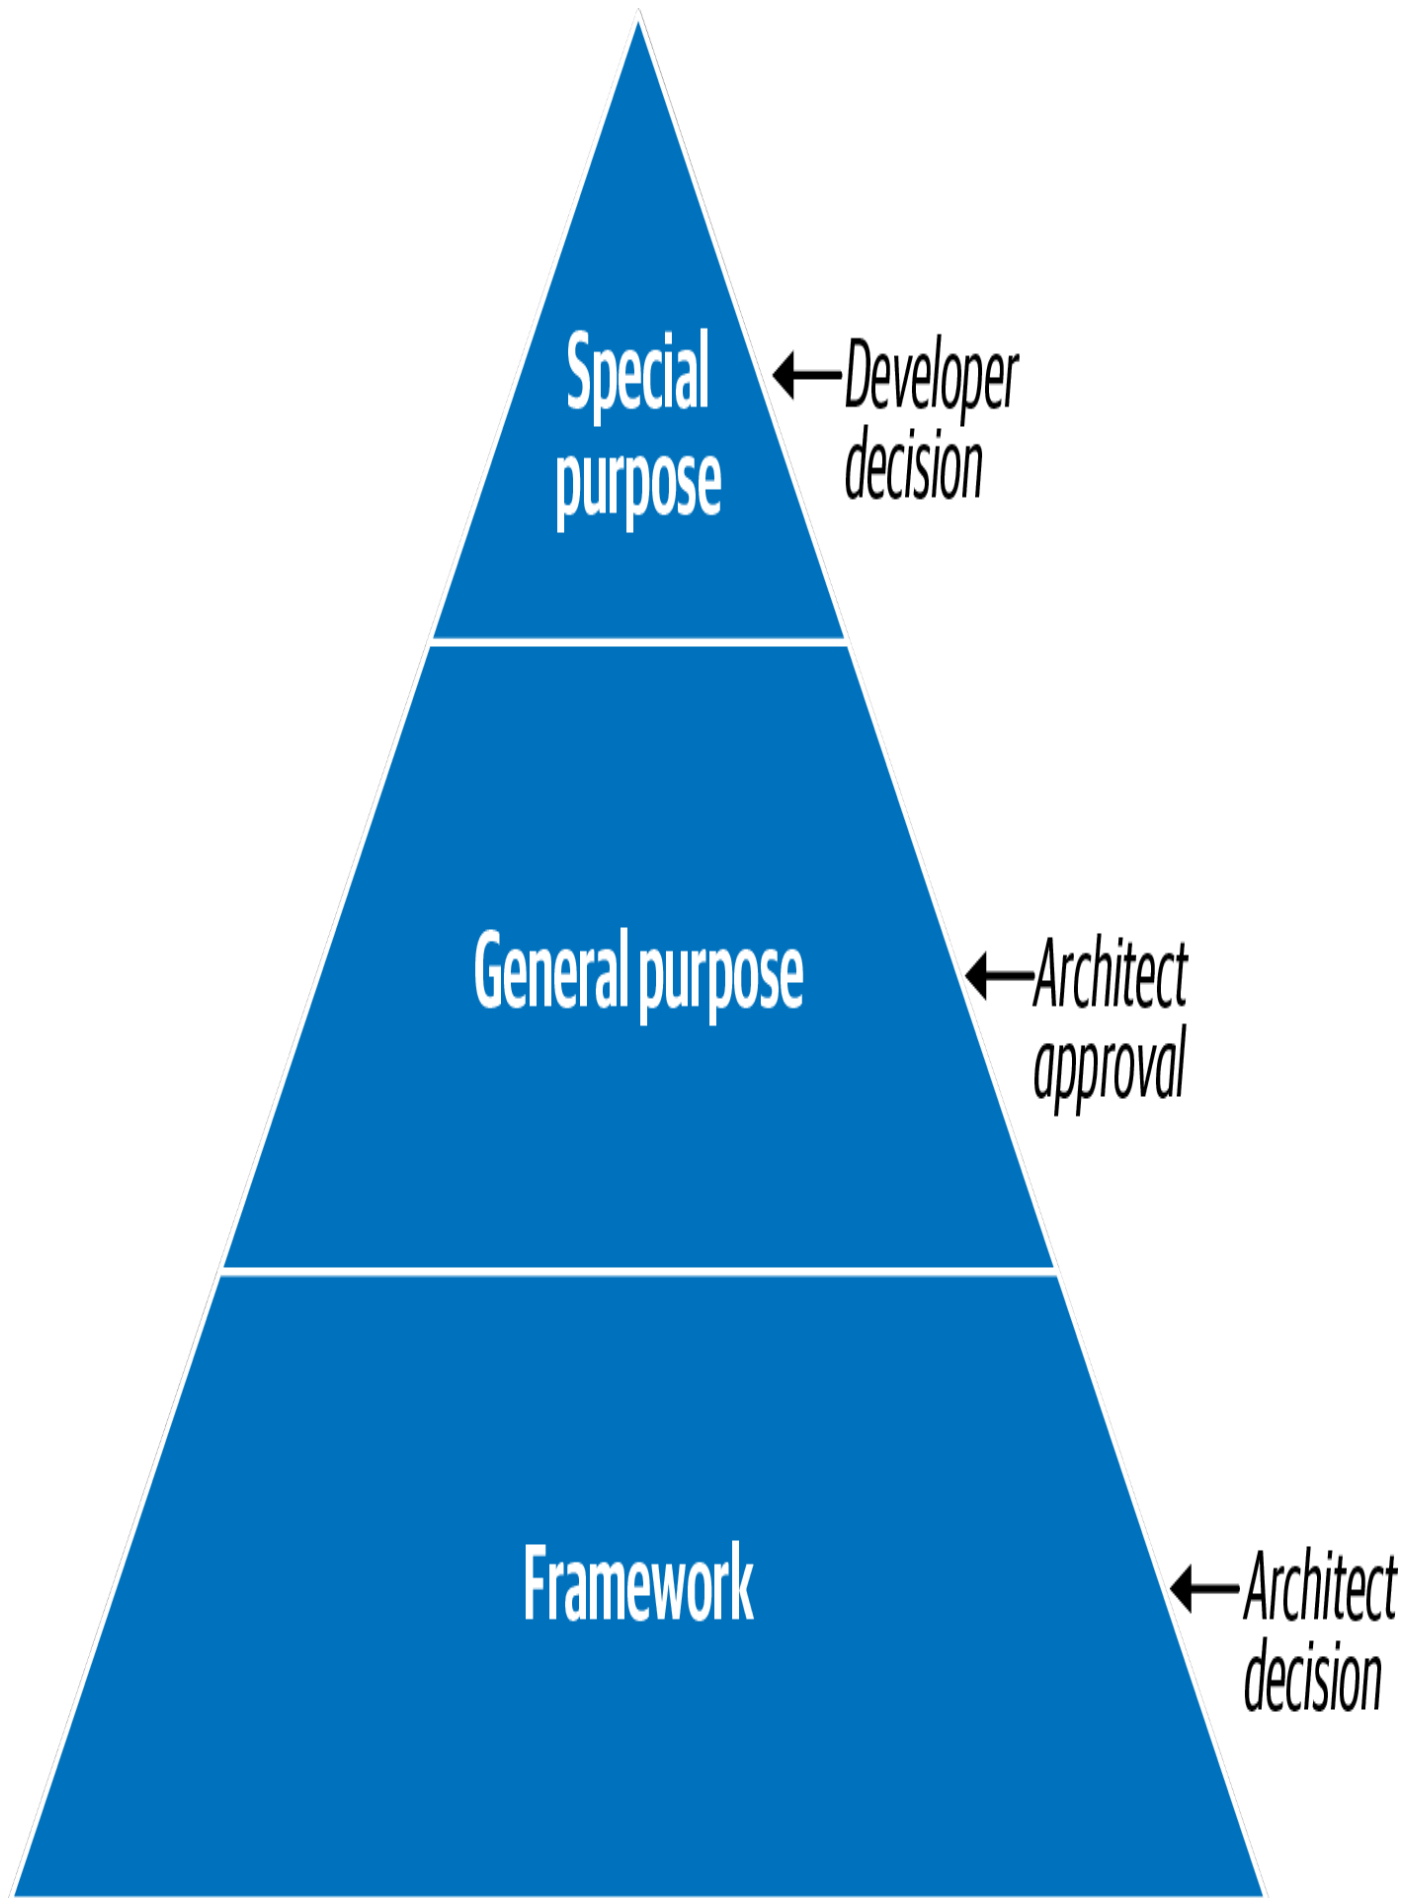 Special
purpose
Developer
decision
General purpose
Architect
approval
Framework
Architect
decision